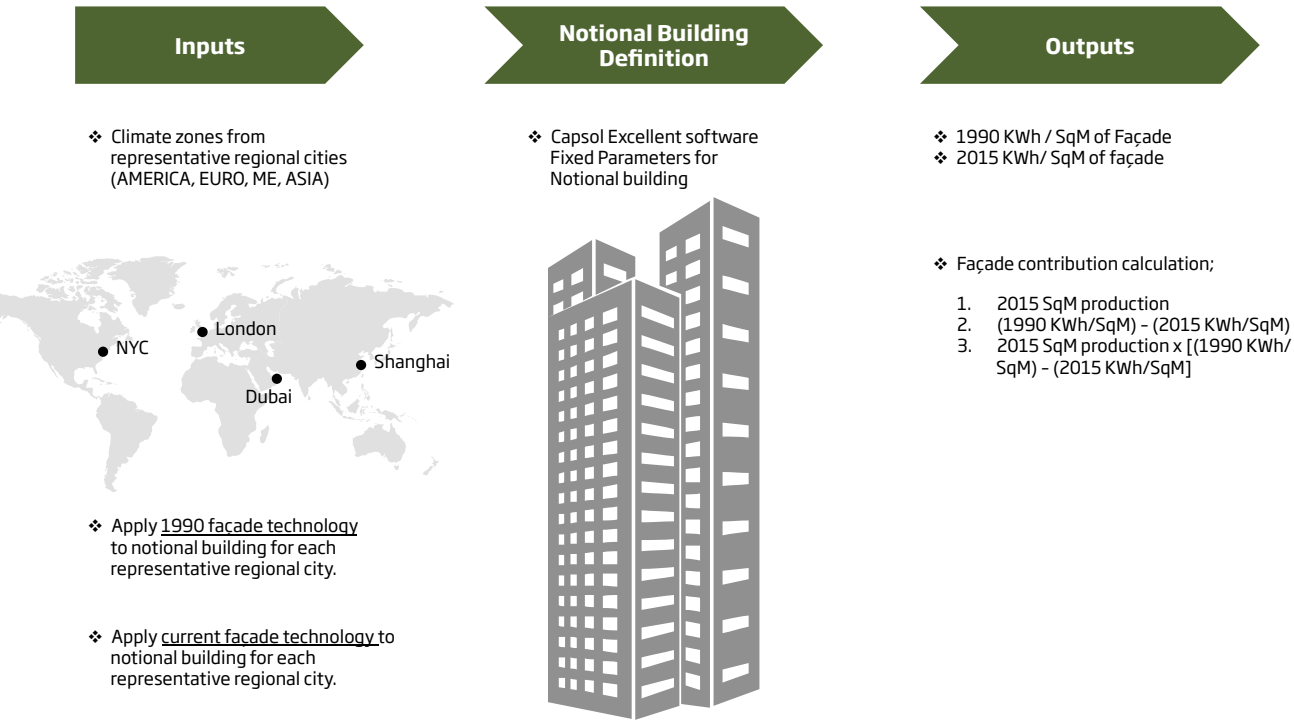 Inputs
❖ Climate zones from
representative regional cities
(AMERICA, EURO, ME, ASIA)
NYC
London
Dubai
Shanghai
❖ Apply 1990 façade technology
to notional building for each
representative regional city.
❖ Apply current façade technology to
notional building for each
representative regional city.
Notional Building
Definition
❖ Capsol Excellent software
Fixed Parameters for
Notional building
Outputs
❖ 1990 KWh / SqM of Façade
❖ 2015 KWh/ SqM of façade
❖ Façade contribution calculation;
1. 2015 SqM production
2. (1990 KWh/SqM) – (2015 KWh/SqM)
3. 2015 SqM production x [(1990 KWh/
SqM) – (2015 KWh/SqM]